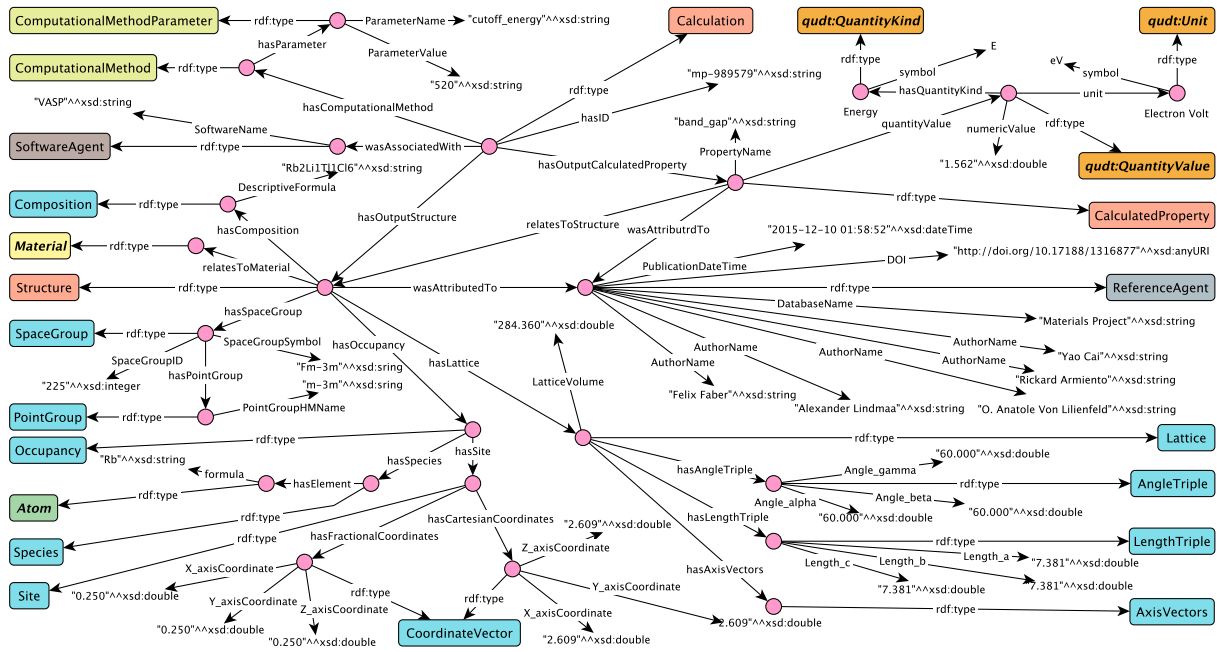 ComputationalMethodParameter
rdf:type
ParameterName
"cutoff_energy"^^xsd:string
Calculation
qudt:QuantityKind
qudt:Unit
hasParameter
ParameterValue
E
ComputationalMethod
rdf:type
"520"^^xsd:string
"mp-989579"^^xsd:string
rdf:type
symbol
eV
rdf:type
symbol
rdf:type
hasQuantityKind
unit
"VASP"^^xsd:string
hasComputationalMethod
hasID
Energy
Electron Volt
SoftwareName
"band_gap"^^xsd:string
quantityValue
numericValue
rdf:type
SoftwareAgent
rdf:type
wasAssociatedWith
PropertyName
"Rb2Li1Tl1Cl6"^^xsd:string
hasOutputCalculatedProperty
"1.562"^^xsd:double
qudt:QuantityValue
DescriptiveFormula
Composition
rdf:type
rdf:type
CalculatedProperty
hasOutputStructure
relatesToStructure
hasComposition
wasAttributrdTo
"2015-12-10 01:58:52"^^xsd:dateTime
Material
rdf:type
"http://doi.org/10.17188/1316877"^^xsd:anyURI
relatesToMaterial
PublicationDateTime
DOI
Structure
rdf:type
wasAttributedTo
rdf:type
ReferenceAgent
hasSpaceGroup
DatabaseName
"Materials Project"^^xsd:string
SpaceGroup
rdf:type
"284.360"^^xsd:double
SpaceGroupSymbol
hasOccupancy
AuthorName
AuthorName
AuthorName
"Yao Cai"^^xsd:string
SpaceGroupID
hasLattice
AuthorName
AuthorName
"Fm-3m"^^xsd:sring
hasPointGroup
LatticeVolume
"Rickard Armiento"^^xsd:string
"225"^^xsd:integer
"m-3m"^^xsd:sring
"Felix Faber"^^xsd:string
PointGroupHMName
"Alexander Lindmaa"^^xsd:string
"O. Anatole Von Lilienfeld"^^xsd:string
PointGroup
rdf:type
Occupancy
rdf:type
rdf:type
Lattice
"Rb"^^xsd:string
hasSite
hasSpecies
"60.000"^^xsd:double
formula
hasAngleTriple
Angle_gamma
hasElement
rdf:type
AngleTriple
rdf:type
Atom
Angle_alpha
Angle_beta
"60.000"^^xsd:double
"60.000"^^xsd:double
rdf:type
hasCartesianCoordinates
"2.609"^^xsd:double
hasLengthTriple
hasFractionalCoordinates
rdf:type
LengthTriple
Species
Z_axisCoordinate
Length_a
"7.381"^^xsd:double
rdf:type
hasAxisVectors
Length_c
Length_b
X_axisCoordinate
"7.381"^^xsd:double
"7.381"^^xsd:double
Site
"0.250"^^xsd:double
Y_axisCoordinate
rdf:type
rdf:type
Y_axisCoordinate
Z_axisCoordinate
X_axisCoordinate
rdf:type
AxisVectors
"2.609"^^xsd:double
"0.250"^^xsd:double
CoordinateVector
"0.250"^^xsd:double
"2.609"^^xsd:double